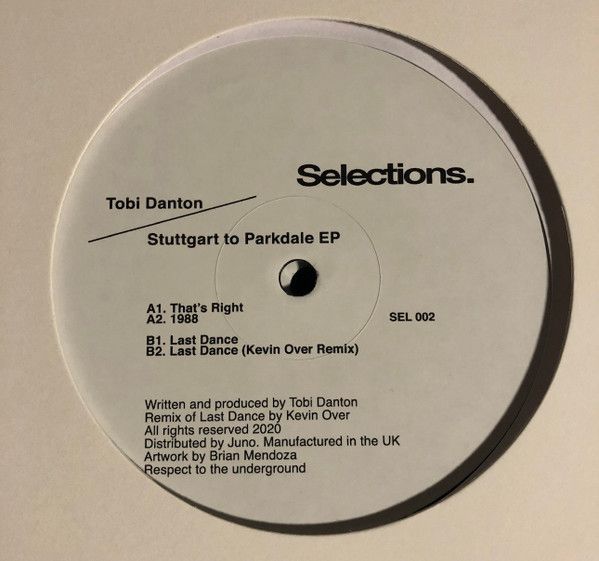 Selections.
Tobi Danton
Stuttgart to Parkdale EP
A1. That's Right
A2. 1988
SEL 002
B1. Last Dance
B2. Last Dance (Kevin Over Remix)
Written and produced by Tobi Danton
Remix of Last Dance by Kevin Over
All rights reserved 2020
Distributed by Juno. Manufactured in the UK
Artwork by Brian Mendoza
Respect to the underground